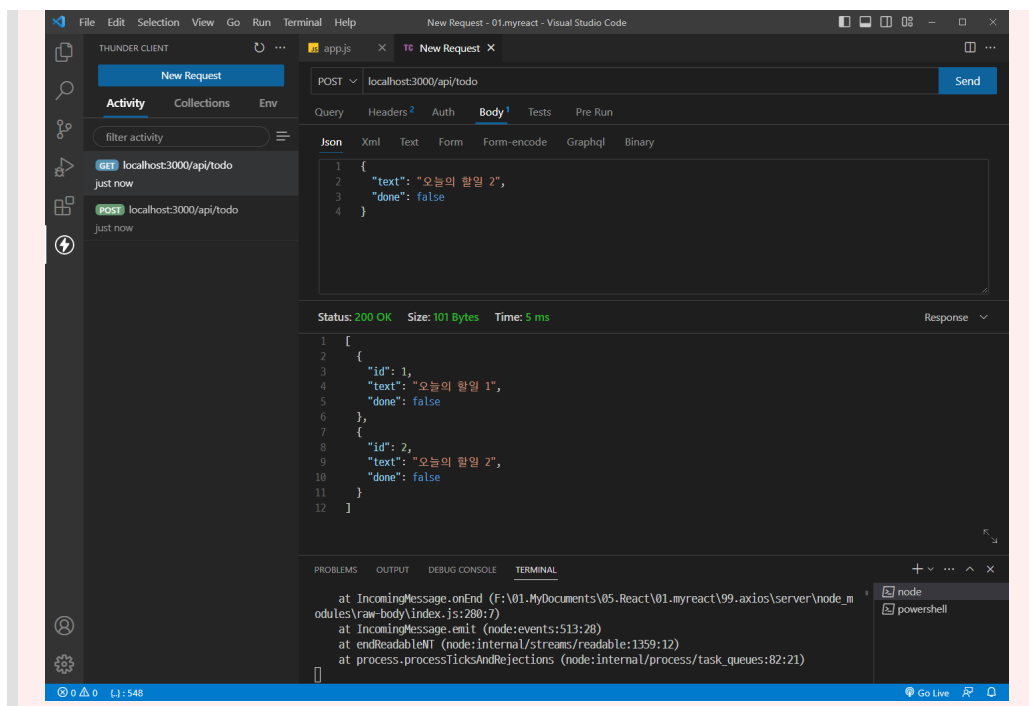 File Edit Selection View Go Run Terminal Help New Request - 01.myreact - Visual Studio Code
THUNDER CLIENT
New Request
Activity Collections Env
filter activity
GET localhost:3000/api/todo
just now
POST localhost:3000/api/todo
just now
JS app.js TC New Request
POST localhost:3000/api/todo Send
Query Headers 2 Auth Body 1 Tests Pre Run
Json Xml Text Form Form-encode Graphql Binary
1 {
2 "text": "오늘의 할일 2",
3 "done": false
4 }
Status: 200 OK Size: 101 Bytes Time: 5 ms Response
1 [
2 {
3 "id": 1,
4 "text": "오늘의 할일 1",
5 "done": false
6 },
7 {
8 "id": 2,
9 "text": "오늘의 할일 2",
10 "done": false
11 }
12 ]
PROBLEMS OUTPUT DEBUG CONSOLE TERMINAL
at IncomingMessage.onEnd (F:\01.MyDocuments\05.React\01.myreact\99.axios\server\node_m
odules\raw-body\index.js:280:7)
at IncomingMessage.emit (node:events:513:28)
at endReadableNT (node:internal/streams/readable:1359:12)
at process.processTicksAndRejections (node:internal/process/task_queues:82:21)
node
powershell
0 0 {..} : 548 Go Live